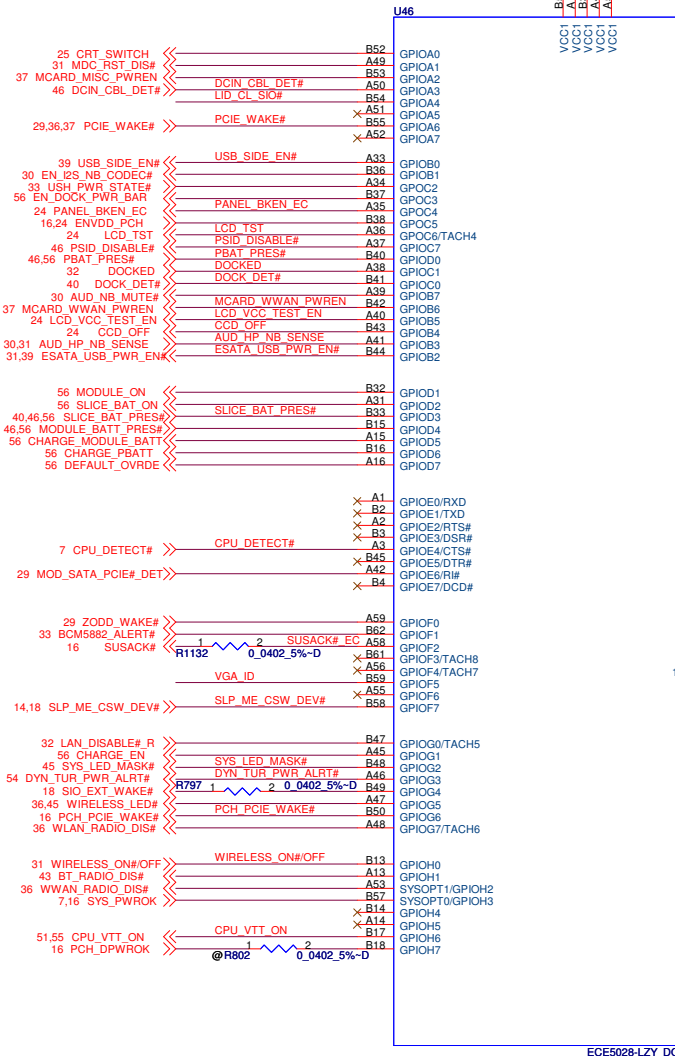 U46
B
A
B
A
A
VCC1
VCC1
VCC1
VCC1
VCC1
25 CRT_SWITCH B52 GPIOA0
31 MDC_RST_DIS# A49 GPIOA1
37 MCARD_MISC_PWREN B53 GPIOA2
46 DCIN_CBL_DET# DCIN_CBL_DET# A50 GPIOA3
LID_CL_SIO# B54 GPIOA4
A51 GPIOA5
29,36,37 PCIE_WAKE# PCIE_WAKE# B55 GPIOA6
A52 GPIOA7
39 USB_SIDE_EN# USB_SIDE_EN# A33 GPIOB0
30 EN_I2S_NB_CODEC# B36 GPIOB1
33 USH_PWR_STATE# A34 GPOC2
56 EN_DOCK_PWR_BAR B37 GPOC3
24 PANEL_BKEN_EC PANEL_BKEN_EC A35 GPOC4
16,24 ENVDD_PCH B38 GPOC5
24 LCD_TST LCD_TST A36 GPOC6/TACH4
46 PSID_DISABLE# PSID_DISABLE# A37 GPIOC7
46,56 PBAT_PRES# PBAT_PRES# B40 GPIOD0
32 DOCKED DOCKED A38 GPIOC1
40 DOCK_DET# DOCK_DET# B41 GPIOC0
30 AUD_NB_MUTE# A39 GPIOB7
37 MCARD_WWAN_PWREN MCARD_WWAN_PWREN B42 GPIOB6
24 LCD_VCC_TEST_EN LCD_VCC_TEST_EN A40 GPIOB5
24 CCD_OFF CCD_OFF B43 GPIOB4
30,31 AUD_HP_NB_SENSE AUD_HP_NB_SENSE A41 GPIOB3
31,39 ESATA_USB_PWR_EN# ESATA_USB_PWR_EN# B44 GPIOB2
56 MODULE_ON B32 GPIOD1
56 SLICE_BAT_ON A31 GPIOD2
40,46,56 SLICE_BAT_PRES# SLICE_BAT_PRES# B33 GPIOD3
46,56 MODULE_BATT_PRES# B15 GPIOD4
56 CHARGE_MODULE_BATT A15 GPIOD5
56 CHARGE_PBATT B16 GPIOD6
56 DEFAULT_OVRDE A16 GPIOD7
A1 GPIOE0/RXD
B2 GPIOE1/TXD
A2 GPIOE2/RTS#
B3 GPIOE3/DSR#
7 CPU_DETECT# CPU_DETECT# A3 GPIOE4/CTS#
B45 GPIOE5/DTR#
29 MOD_SATA_PCIE#_DET A42 GPIOE6/RI#
B4 GPIOE7/DCD#
29 ZODD_WAKE# A59 GPIOF0
33 BCM5882_ALERT# B62 GPIOF1
16 SUSACK# R1132 1 2 0_0402_5%~D SUSACK#_EC A58 GPIOF2
B61 GPIOF3/TACH8
A56 GPIOF4/TACH7
VGA_ID B59 GPIOF5
A55 GPIOF6
14,18 SLP_ME_CSW_DEV# SLP_ME_CSW_DEV# B58 GPIOF7
32 LAN_DISABLE#_R B47 GPIOG0/TACH5
56 CHARGE_EN A45 GPIOG1
45 SYS_LED_MASK# SYS_LED_MASK# B48 GPIOG2
54 DYN_TUR_PWR_ALRT# DYN_TUR_PWR_ALRT# A46 GPIOG3
18 SIO_EXT_WAKE# R797 1 2 0_0402_5%~D B49 GPIOG4
36,45 WIRELESS_LED# A47 GPIOG5
16 PCH_PCIE_WAKE# PCH_PCIE_WAKE# B50 GPIOG6
36 WLAN_RADIO_DIS# A48 GPIOG7/TACH6
31 WIRELESS_ON#/OFF WIRELESS_ON#/OFF B13 GPIOH0
43 BT_RADIO_DIS# A13 GPIOH1
36 WWAN_RADIO_DIS# A53 SYSOPT1/GPIOH2
7,16 SYS_PWROK B57 SYSOPT0/GPIOH3
B14 GPIOH4
A14 GPIOH5
51,55 CPU_VTT_ON CPU_VTT_ON B17 GPIOH6
16 PCH_DPWROK @R802 1 2 0_0402_5%~D B18 GPIOH7
ECE5028-LZY